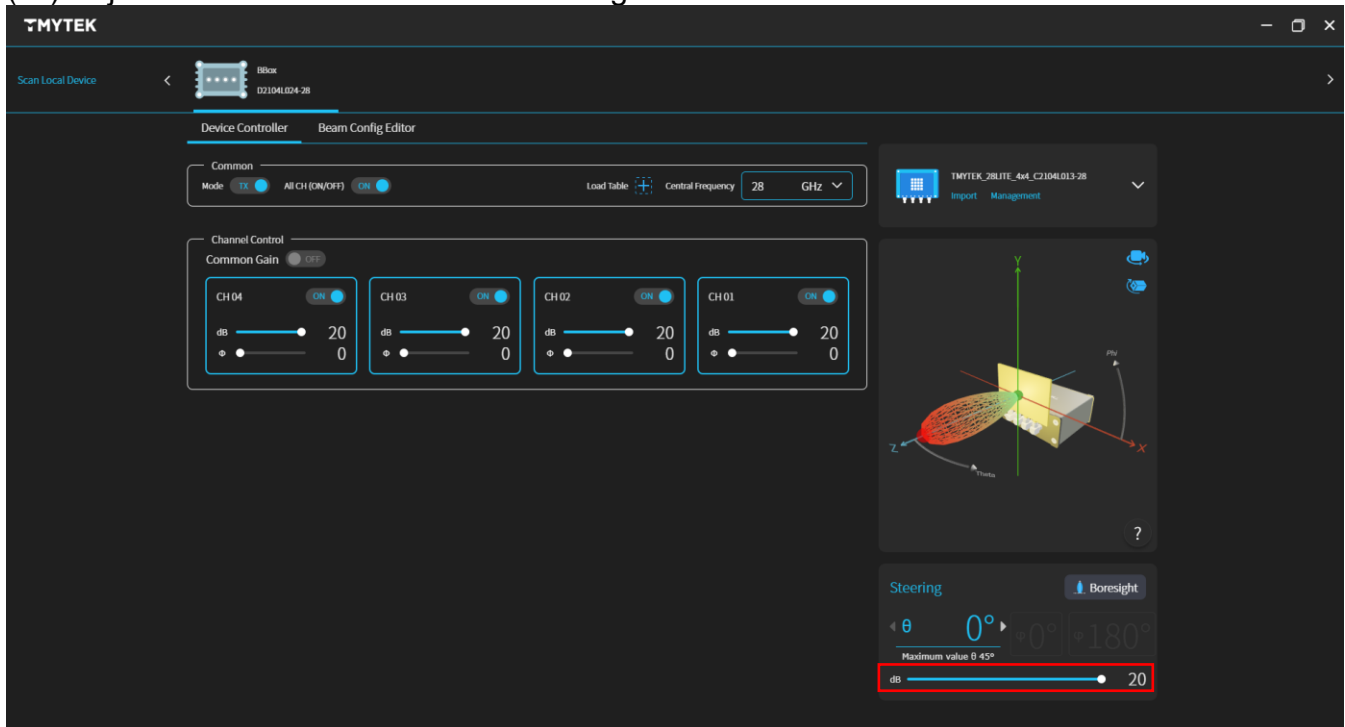 TMYTEK
Scan Local Device
BBox
D2104L024-28
Device Controller Beam Config Editor
Common
Mode TX All CH (ON/OFF) ON Load Table Central Frequency 28 GHz
TMYTEK_28LITE_4x4_C2104L013-28
Import Management
Channel Control
Common Gain OFF
CH 04 ON CH 03 ON CH 02 ON CH 01 ON
dB 20 dB 20 dB 20 dB 20
Φ 0 Φ 0 Φ 0 Φ 0
Y
Phi
Z X
Theta
?
Steering Boresight
θ 0° φ 0° φ 180°
Maximum value θ 45°
dB 20